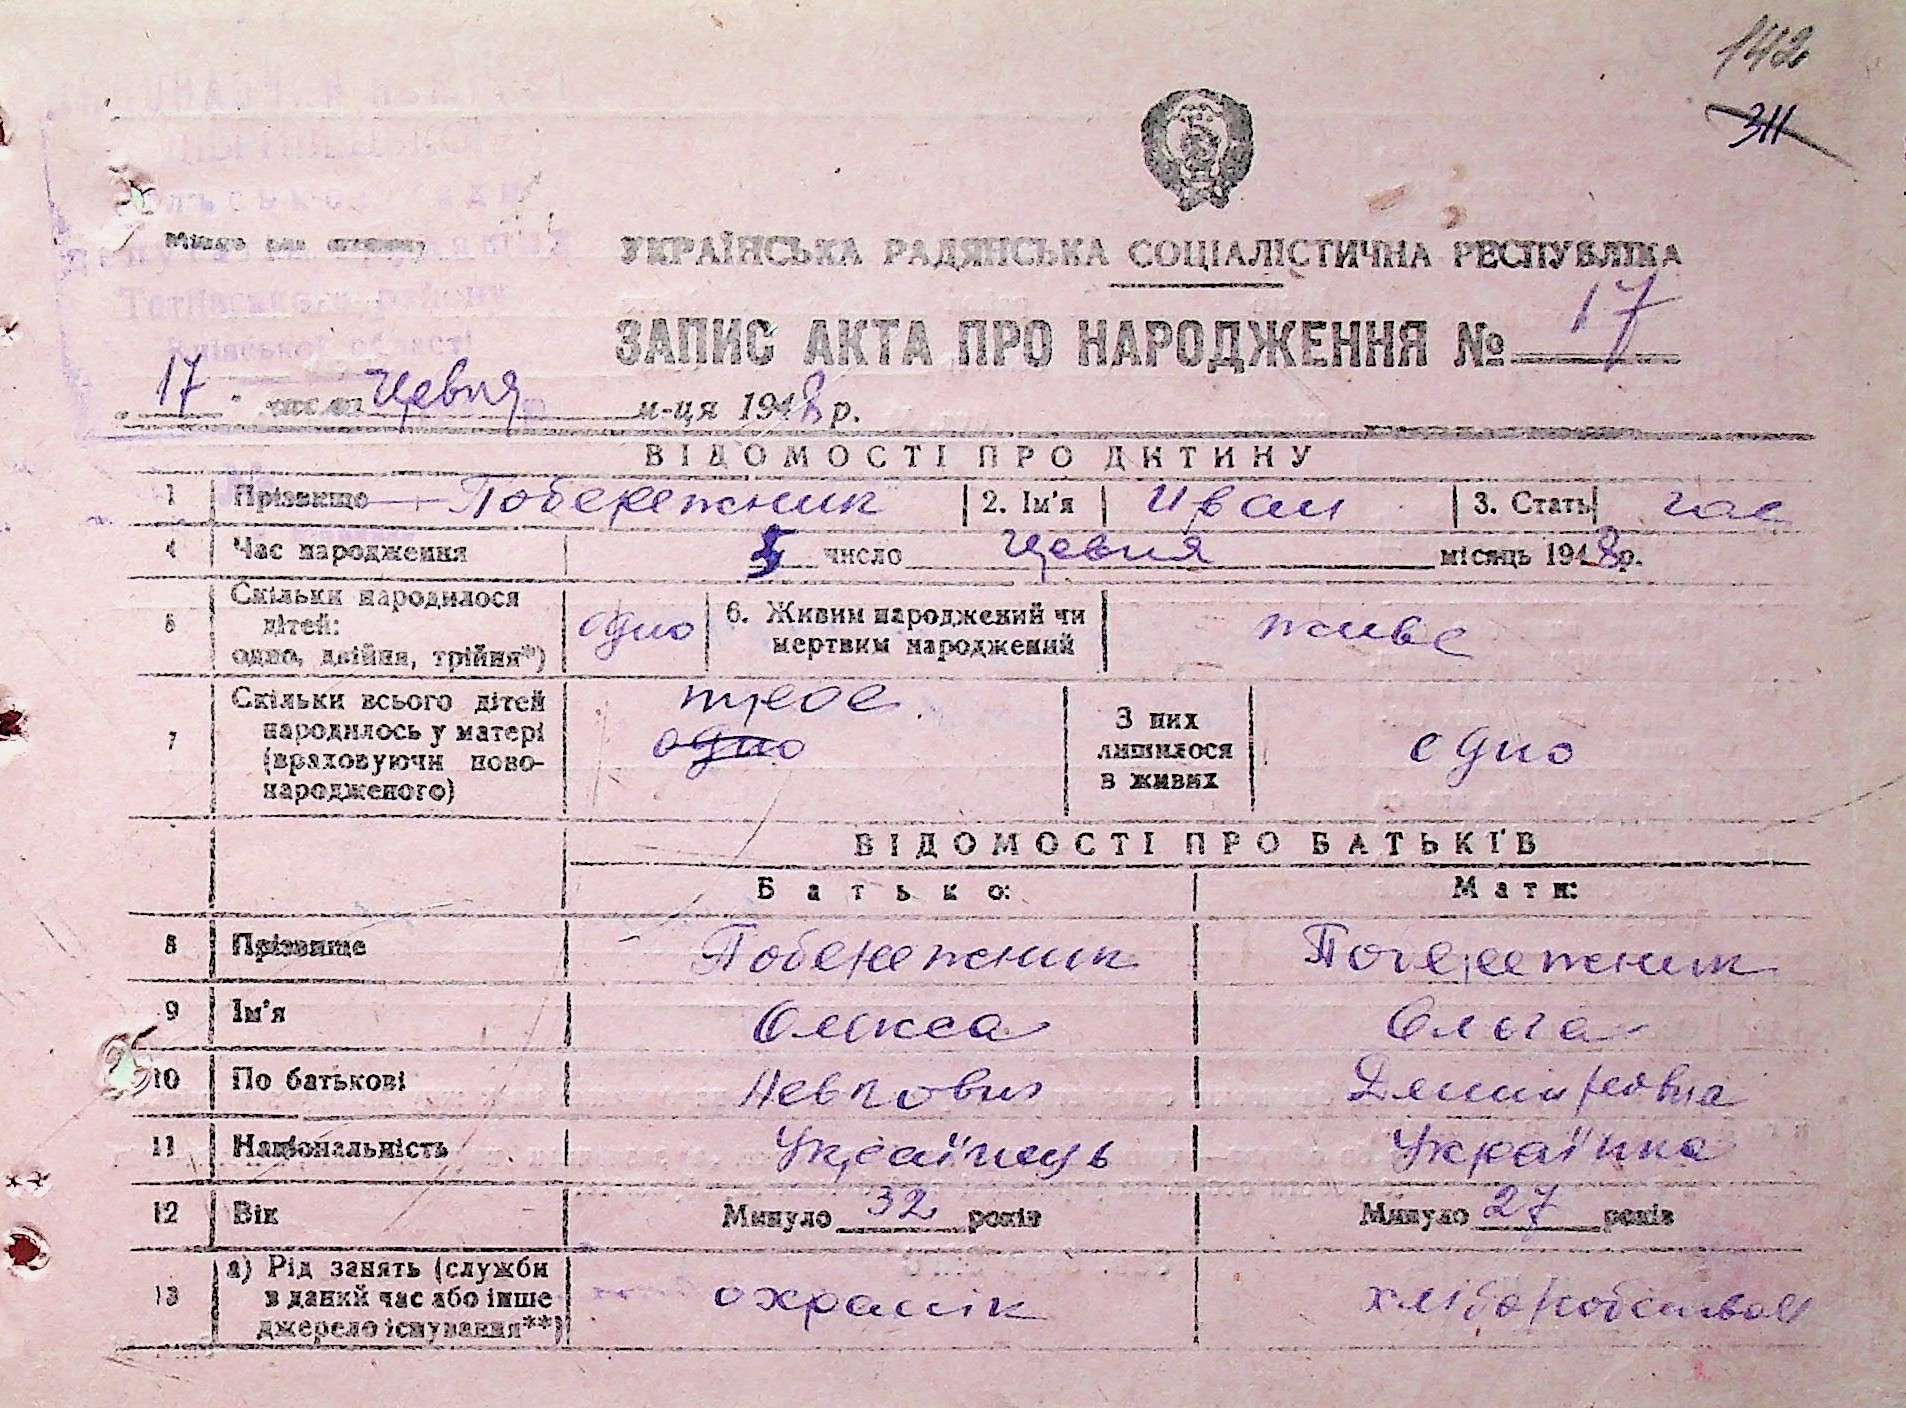 142
311
УКРАЇНСЬКА РАДЯНСЬКА СОЦІАЛІСТИЧНА РЕСПУБЛІКА
ЗАПИС АКТА ПРО НАРОДЖЕННЯ № 17
„ 17 " числа червня м-ця 1948 р.
ВІДОМОСТІ ПРО ДИТИНУ
1 Прізвище Побережник 2. Ім'я Иван 3. Стать чол
4 Час народження 5 число червня місяць 1948 р.
5 Скільки народилося
дітей:
одно, двійня, трійня*)
одно
6. Живим народжений чи
мертвим народжений
живе
7 Скільки всього дітей
народилось у матері
(враховуючи ново-
народженого)
троє
одно
З них
лишилося
в живих
одно
ВІДОМОСТІ ПРО БАТЬКІВ
Батько: Мати:
8 Прізвище Побережник Побережник
9 Ім'я Олекса Ольга
10 По батькові
11 Національність Українець Українка
12 Вік Минуло 32 років Минуло 27 років
13 а) Рід занять (служби
в даний час або інше
джерело існування**)
охранік